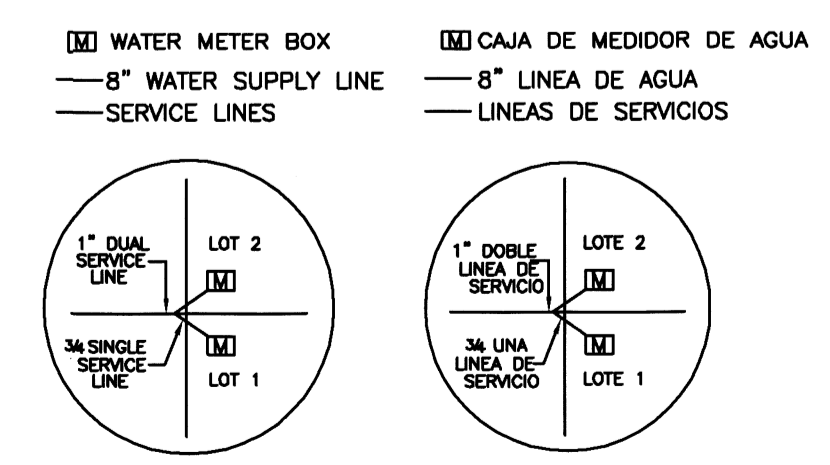 M WATER METER BOX
8" WATER SUPPLY LINE
SERVICE LINES
M CAJA DE MEDIDOR DE AGUA
8" LINEA DE AGUA
LINEAS DE SERVICIOS
1" DUAL
SERVICE
LINE
LOT 2
M
3/4 SINGLE
SERVICE
LINE
M
LOT 1
1" DOBLE
LINEA DE
SERVICIO
LOTE 2
M
3/4 UNA
LINEA DE
SERVICIO
M
LOTE 1